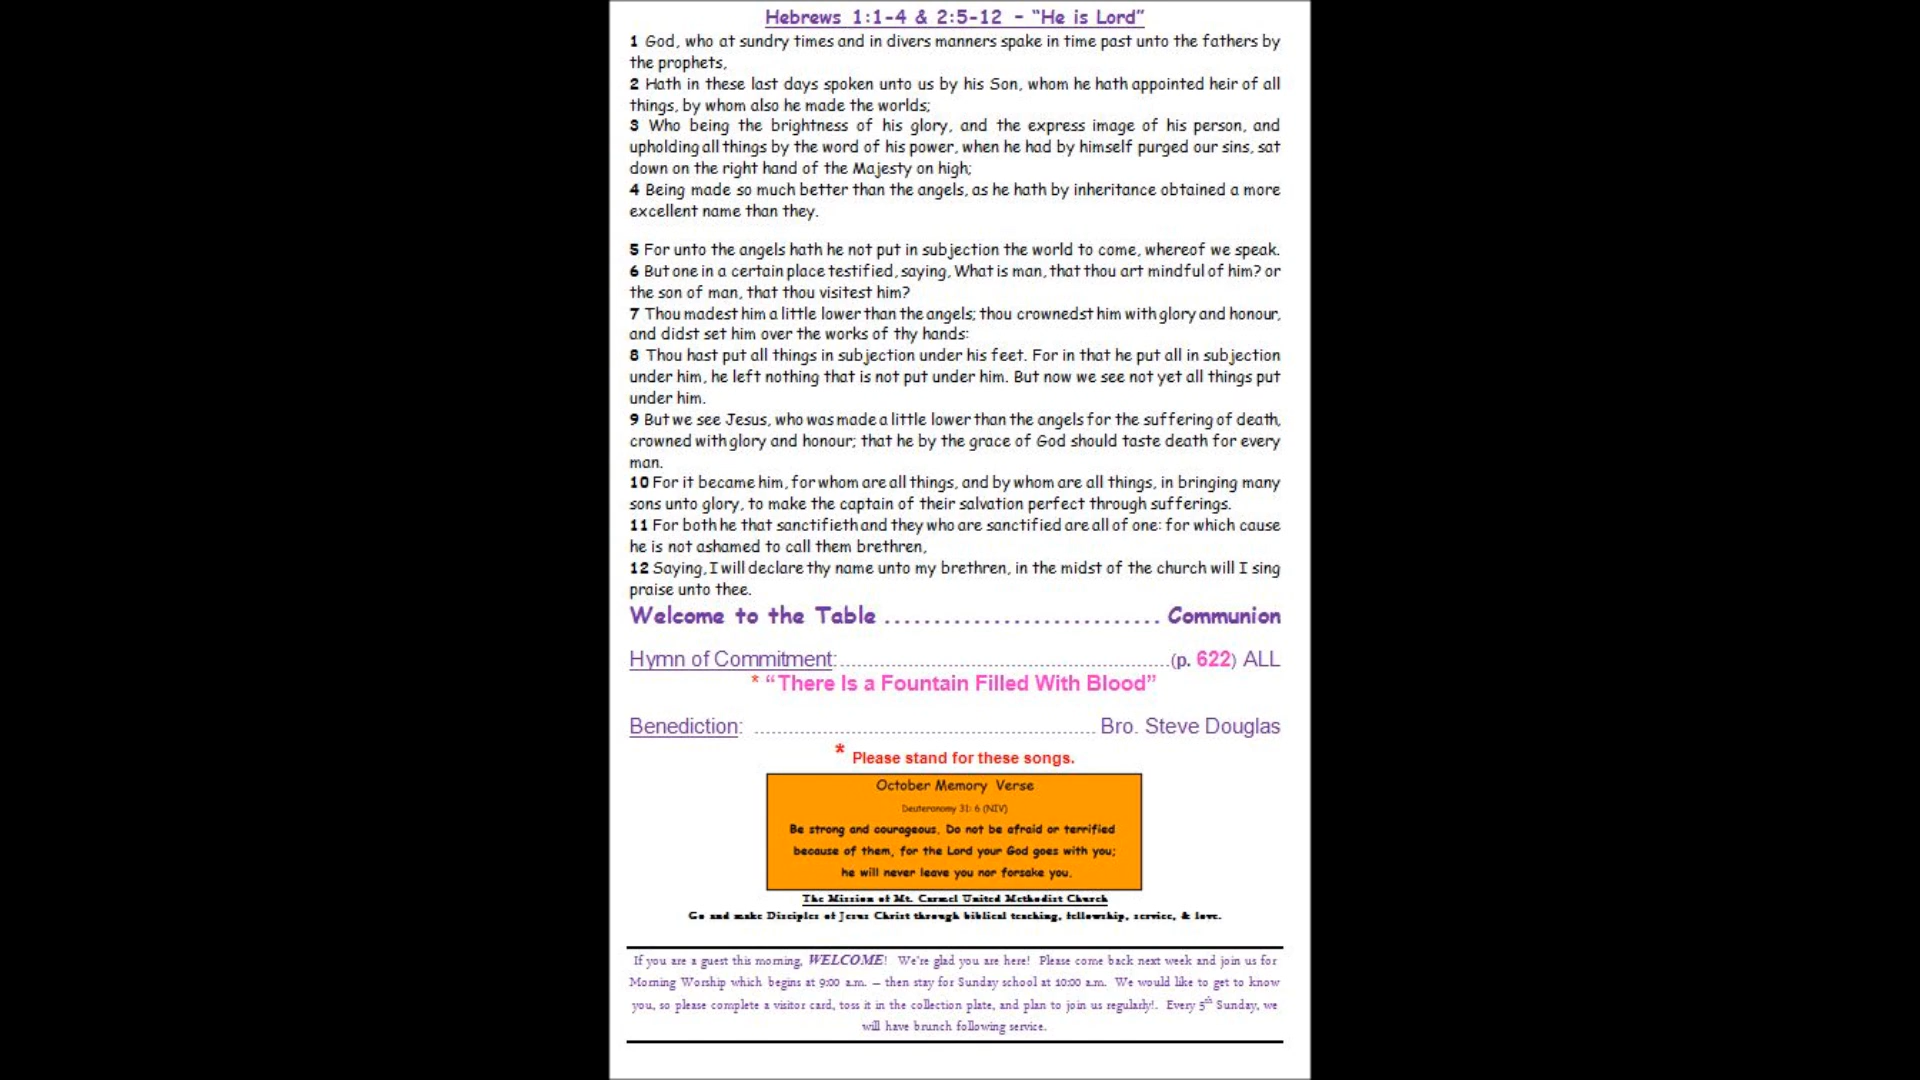 Hebrews 1:1-4 & 2:5-12 – “He is Lord”
1 God, who at sundry times and in divers manners spake in time past unto the fathers by
the prophets,
2 Hath in these last days spoken unto us by his Son, whom he hath appointed heir of all
things, by whom also he made the worlds;
3 Who being the brightness of his glory, and the express image of his person, and
upholding all things by the word of his power, when he had by himself purged our sins, sat
down on the right hand of the Majesty on high;
4 Being made so much better than the angels, as he hath by inheritance obtained a more
excellent name than they.
5 For unto the angels hath he not put in subjection the world to come, whereof we speak.
6 But one in a certain place testified, saying, What is man, that thou art mindful of him? or
the son of man, that thou visitest him?
7 Thou madest him a little lower than the angels; thou crownedst him with glory and honour,
and didst set him over the works of thy hands:
8 Thou hast put all things in subjection under his feet. For in that he put all in subjection
under him, he left nothing that is not put under him. But now we see not yet all things put
under him.
9 But we see Jesus, who was made a little lower than the angels for the suffering of death,
crowned with glory and honour; that he by the grace of God should taste death for every
man.
10 For it became him, for whom are all things, and by whom are all things, in bringing many
sons unto glory, to make the captain of their salvation perfect through sufferings.
11 For both he that sanctifieth and they who are sanctified are all of one: for which cause
he is not ashamed to call them brethren,
12 Saying, I will declare thy name unto my brethren, in the midst of the church will I sing
praise unto thee.
Welcome to the Table ............................ Communion
Hymn of Commitment:......................................................(p. 622) ALL
* “There Is a Fountain Filled With Blood”
Benediction: ........................................................ Bro. Steve Douglas
* Please stand for these songs.
October Memory Verse
Deuteronomy 31: 6 (NIV)
Be strong and courageous. Do not be afraid or terrified
because of them, for the Lord your God goes with you;
he will never leave you nor forsake you.
The Mission of Mt. Carmel United Methodist Church
Go and make Disciples of Jesus Christ through biblical teaching, fellowship, service, & love.
If you are a guest this morning, WELCOME! We're glad you are here! Please come back next week and join us for
Morning Worship which begins at 9:00 a.m. – then stay for Sunday school at 10:00 a.m. We would like to get to know
you, so please complete a visitor card, toss it in the collection plate, and plan to join us regularly!. Every 5th Sunday, we
will have brunch following service.